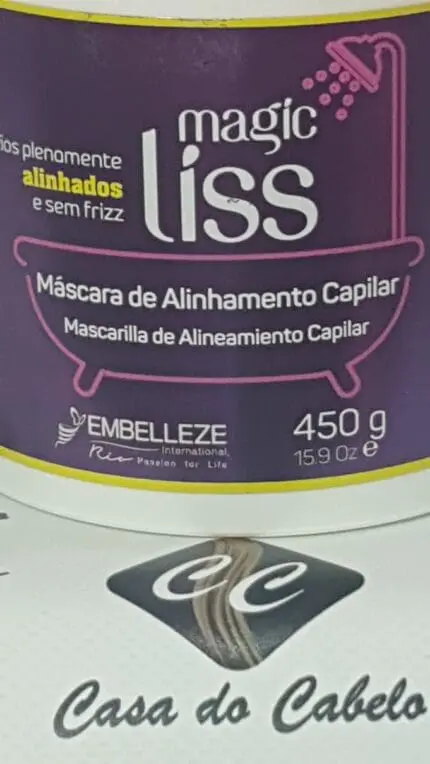 magic
liss
plenamente
alinhados
e sem frizz
Máscara de Alinhamento Capilar
Mascarilla de Alineamiento Capilar
EMBELLEZE
International
Rio Passion for Life
450 g
15.9 Oz e
CC
Casa do Cabelo